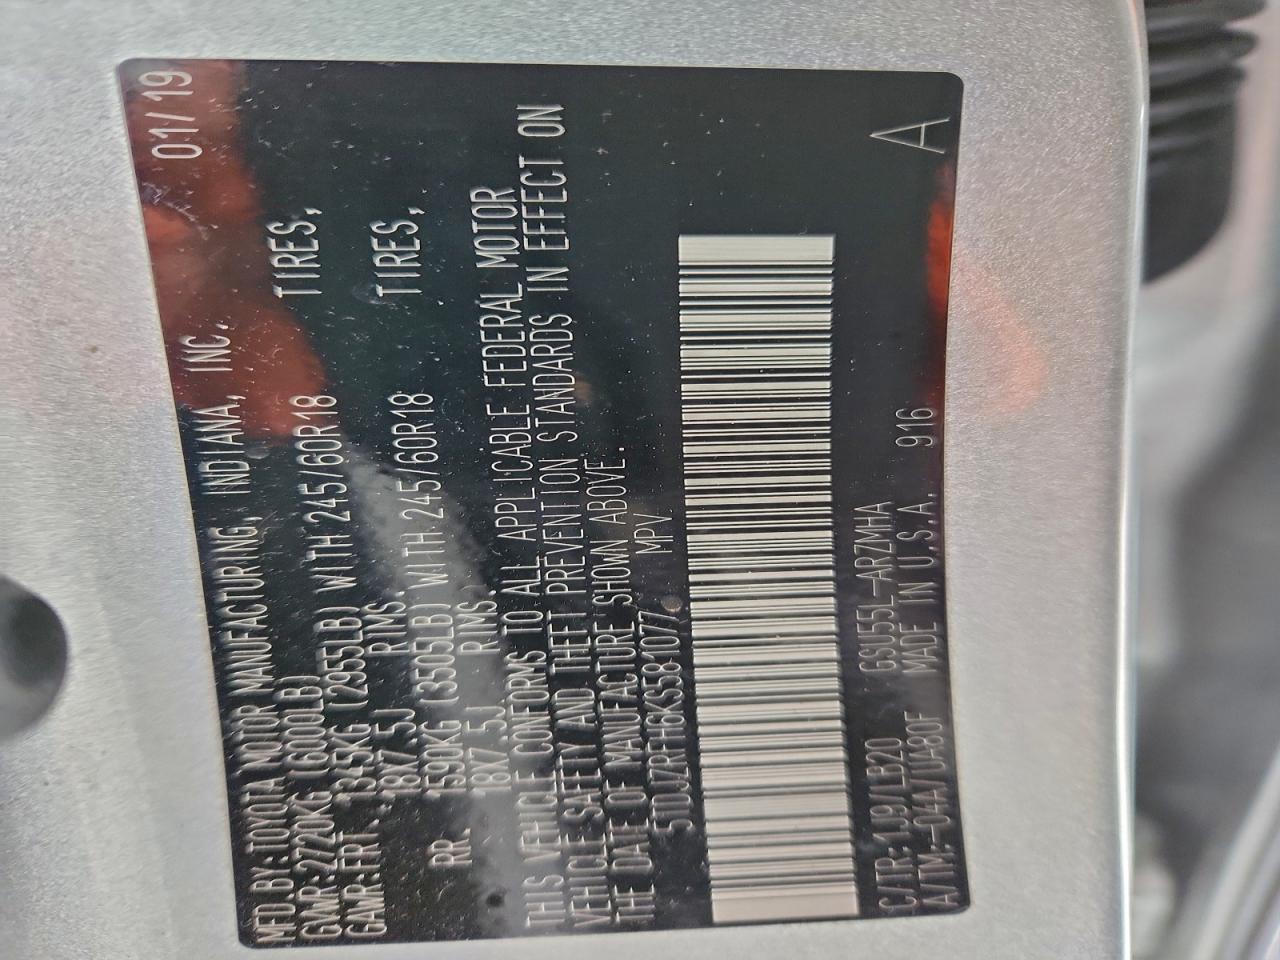 MFD.BY:TOYOTA MOTOR MANUFACTURING, INDIANA, INC. 01/19
GVWR:2720KG (6000LB)
GAWR:FRT. 1345KG (2955LB) WITH 245/60R18 TIRES,
18X7.5J RIMS
RR. 1590KG (3505LB) WITH 245/60R18 TIRES,
18X7.5J RIMS
THIS VEHICLE CONFORMS TO ALL APPLICABLE FEDERAL MOTOR
VEHICLE SAFETY AND THEFT PREVENTION STANDARDS IN EFFECT ON
THE DATE OF MANUFACTURE SHOWN ABOVE.
5TDJZRFH6KS581077 MPV
C/TR:1J9/LB20 GSU55L-ARZMHA
A/TM:-04A/UA80F MADE IN U.S.A. 916 A